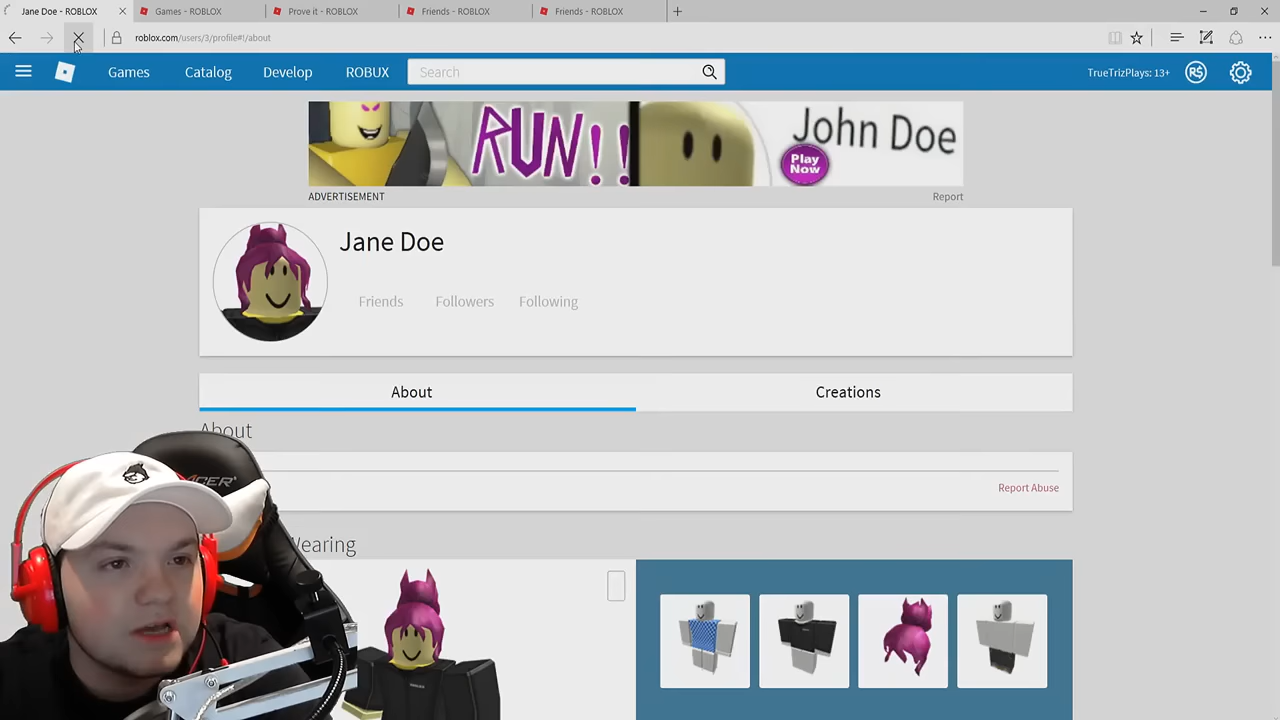 Jane Doe - ROBLOX
Games - ROBLOX
Prove it - ROBLOX
Friends - ROBLOX
Friends - ROBLOX
roblox.com/users/3/profile#!/about
Games
Catalog
Develop
ROBUX
Search
TrueTrizPlays: 13+
R$
RUN!!
John Doe
Play
Now
ADVERTISEMENT
Report
Jane Doe
Friends
Followers
Following
About
Creations
About
Report Abuse
Wearing